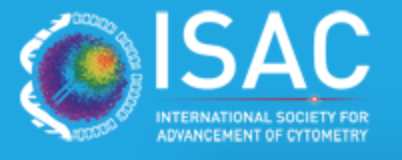 ISAC
INTERNATIONAL SOCIETY FOR
ADVANCEMENT OF CYTOMETRY